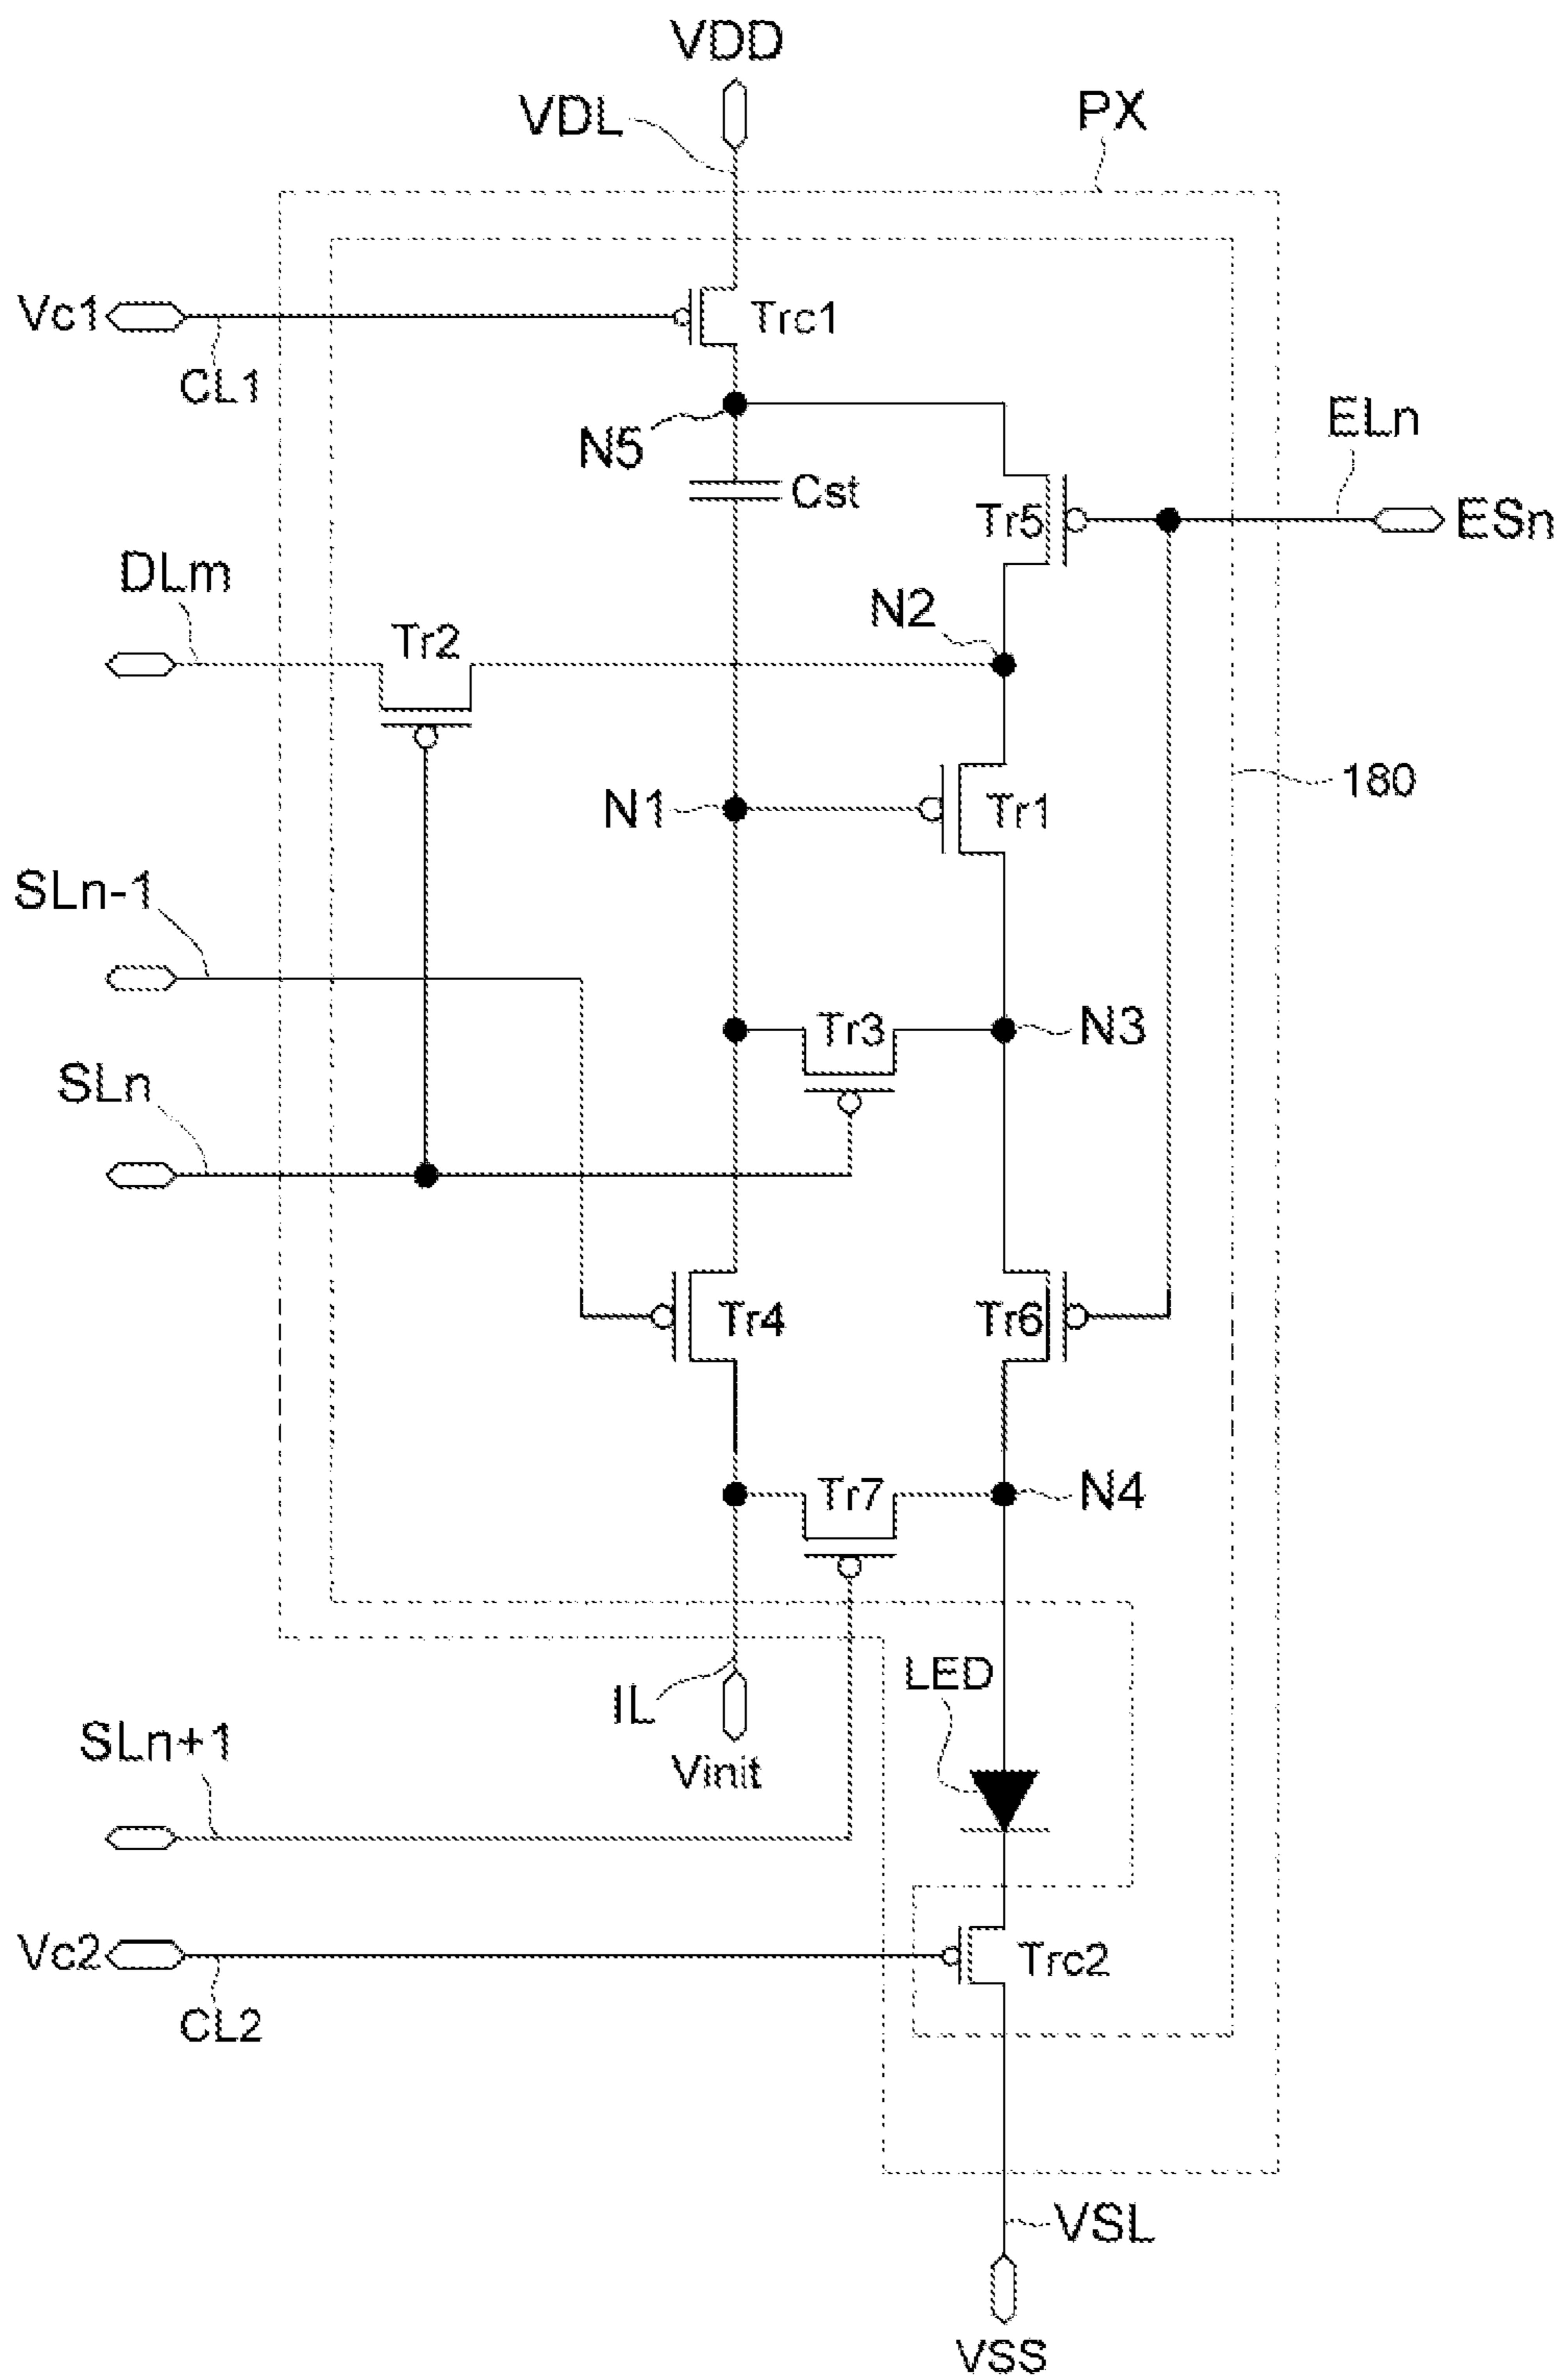 VDD
VDL
PX
Vc1
Trc1
CL1
N5
ELn
Cst
Tr5
ESn
DLm
N2
Tr2
180
N1
Tr1
SLn-1
Tr3
N3
SLn
Tr4
Tr6
Tr7
N4
LED
IL
SLn+1
Vinit
Vc2
Trc2
CL2
VSL
VSS